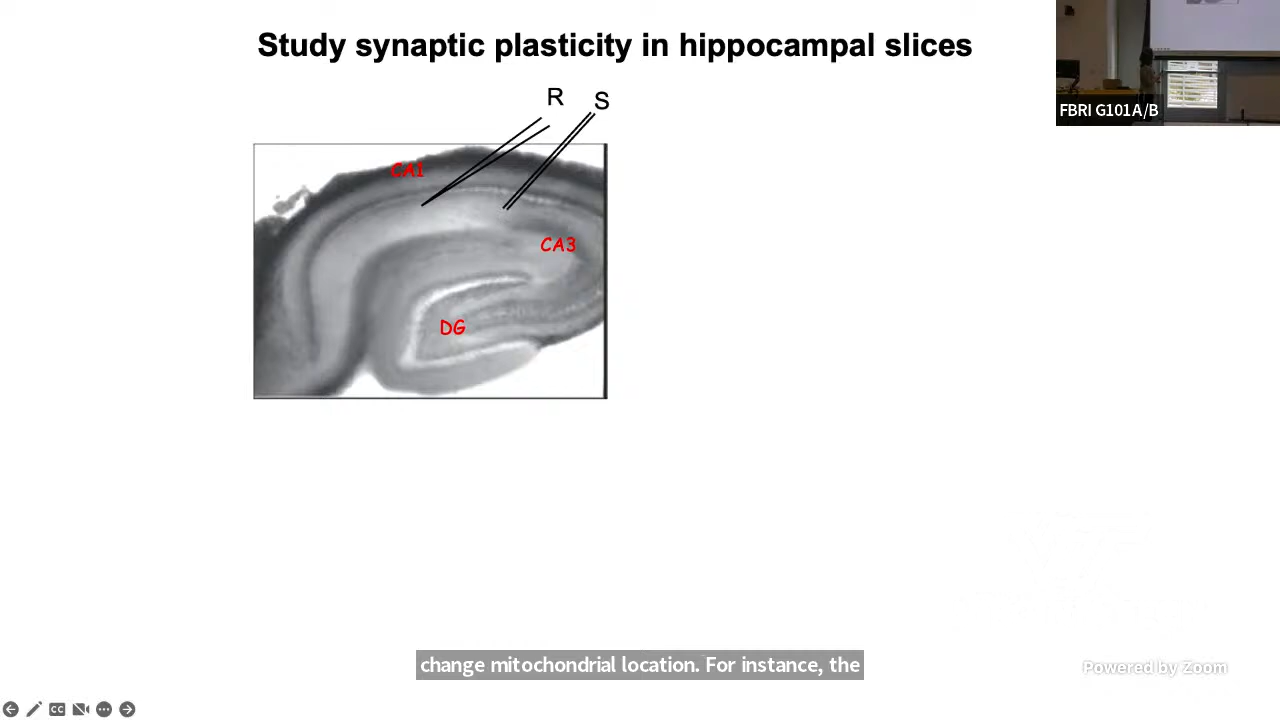 Study synaptic plasticity in hippocampal slices
R
S
CA1
CA3
DG
FBRI G101A/B
change mitochondrial location. For instance, the
Powered by Zoom
CC